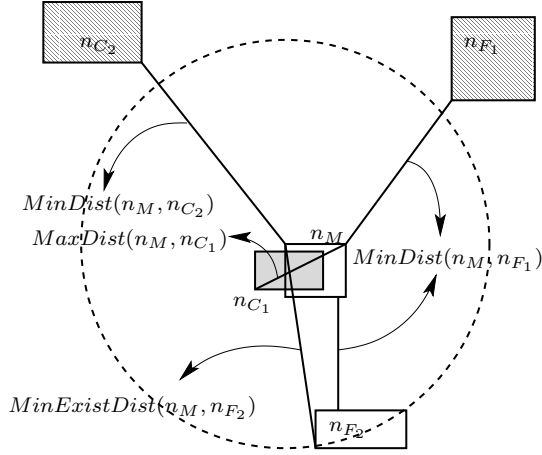 n_{C_2}
n_{F_1}
MinDist(n_M, n_{C_2})
n_M
MaxDist(n_M, n_{C_1})
MinDist(n_M, n_{F_1})
n_{C_1}
MinExistDist(n_M, n_{F_2})
n_{F_2}